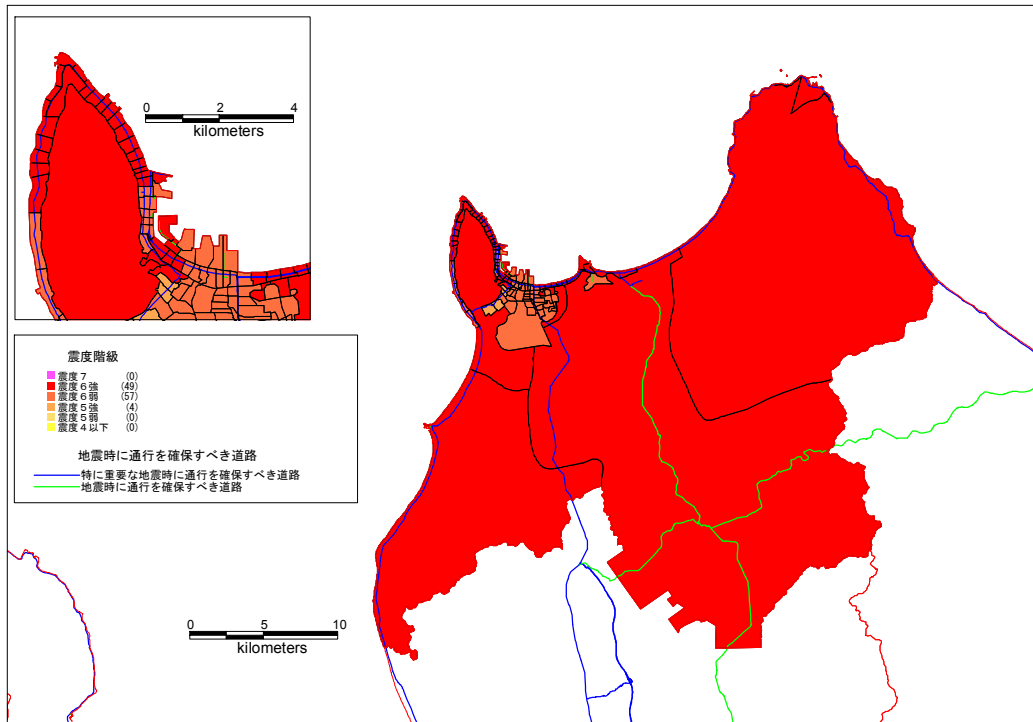 0 2 4
kilometers
震度階級
震度7 (0)
震度6強 (49)
震度6弱 (57)
震度5強 (4)
震度5弱 (0)
震度4以下 (0)
地震時に通行を確保すべき道路
特に重要な地震時に通行を確保すべき道路
地震時に通行を確保すべき道路
0 5 10
kilometers